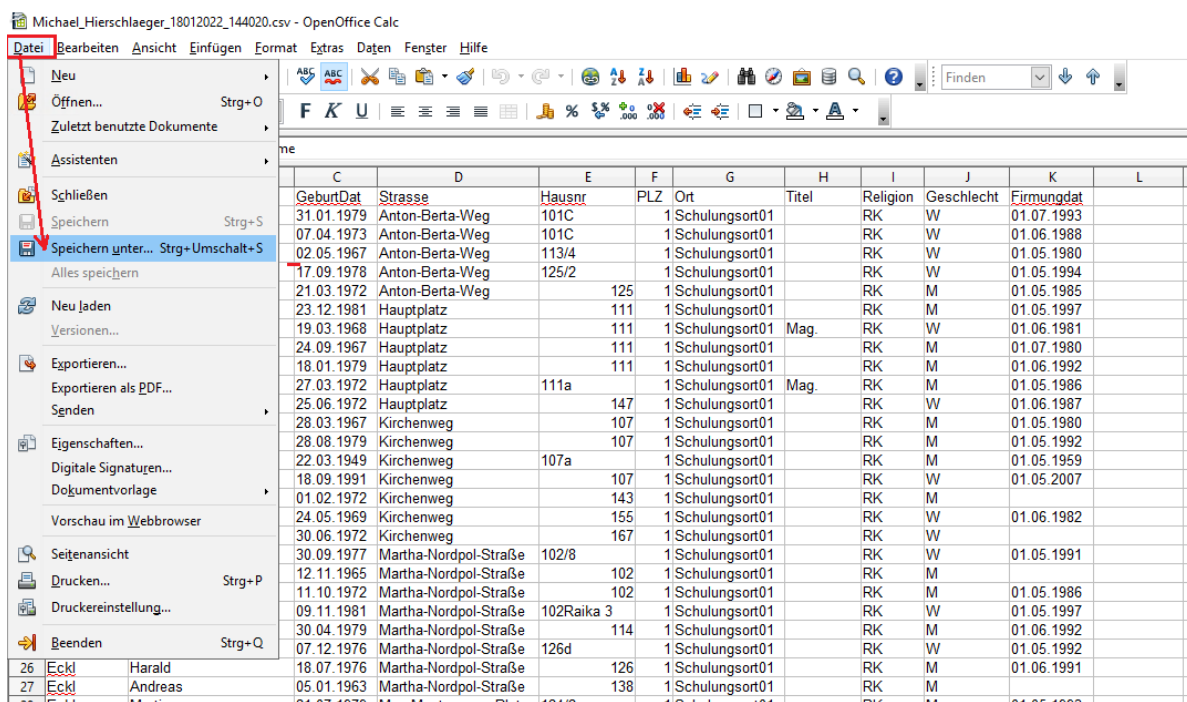 Michael_Hierschlaeger_18012022_144020.csv - OpenOffice Calc
Datei Bearbeiten Ansicht Einfügen Format Extras Daten Fenster Hilfe
Neu
Öffnen... Strg+O
Zuletzt benutzte Dokumente
Assistenten
Schließen
Speichern Strg+S
Speichern unter... Strg+Umschalt+S
Alles speichern
Neu laden
Versionen...
Exportieren...
Exportieren als PDF...
Senden
Eigenschaften...
Digitale Signaturen...
Dokumentvorlage
Vorschau im Webbrowser
Seitenansicht
Drucken... Strg+P
Druckereinstellung...
Beenden Strg+Q
ABC ABC Finden
F K U % $% .000 .000 A
me
C D E F G H I J K L
GeburtDat Strasse Hausnr PLZ Ort Titel Religion Geschlecht Firmungdat
31.01.1979 Anton-Berta-Weg 101C 1 Schulungsort01 RK W 01.07.1993
07.04.1973 Anton-Berta-Weg 101C 1 Schulungsort01 RK W 01.06.1988
02.05.1967 Anton-Berta-Weg 113/4 1 Schulungsort01 RK W 01.05.1980
17.09.1978 Anton-Berta-Weg 125/2 1 Schulungsort01 RK W 01.05.1994
21.03.1972 Anton-Berta-Weg 125 1 Schulungsort01 RK M 01.05.1985
23.12.1981 Hauptplatz 111 1 Schulungsort01 RK M 01.05.1997
19.03.1968 Hauptplatz 111 1 Schulungsort01 Mag. RK W 01.06.1981
24.09.1967 Hauptplatz 111 1 Schulungsort01 RK M 01.07.1980
18.01.1979 Hauptplatz 111 1 Schulungsort01 RK M 01.06.1992
27.03.1972 Hauptplatz 111a 1 Schulungsort01 Mag. RK M 01.05.1986
25.06.1972 Hauptplatz 147 1 Schulungsort01 RK W 01.06.1987
28.03.1967 Kirchenweg 107 1 Schulungsort01 RK M 01.05.1980
28.08.1979 Kirchenweg 107 1 Schulungsort01 RK M 01.05.1992
22.03.1949 Kirchenweg 107a 1 Schulungsort01 RK M 01.05.1959
18.09.1991 Kirchenweg 107 1 Schulungsort01 RK W 01.05.2007
01.02.1972 Kirchenweg 143 1 Schulungsort01 RK M
24.05.1969 Kirchenweg 155 1 Schulungsort01 RK W 01.06.1982
30.06.1972 Kirchenweg 167 1 Schulungsort01 RK W
30.09.1977 Martha-Nordpol-Straße 102/8 1 Schulungsort01 RK W 01.05.1991
12.11.1965 Martha-Nordpol-Straße 102 1 Schulungsort01 RK M
11.10.1972 Martha-Nordpol-Straße 102 1 Schulungsort01 RK M 01.05.1986
09.11.1981 Martha-Nordpol-Straße 102Raika 3 1 Schulungsort01 RK W 01.05.1997
30.04.1979 Martha-Nordpol-Straße 114 1 Schulungsort01 RK M 01.06.1992
07.12.1976 Martha-Nordpol-Straße 126d 1 Schulungsort01 RK W 01.05.1992
26 Eckl Harald 18.07.1976 Martha-Nordpol-Straße 126 1 Schulungsort01 RK M 01.06.1991
27 Eckl Andreas 05.01.1963 Martha-Nordpol-Straße 138 1 Schulungsort01 RK M